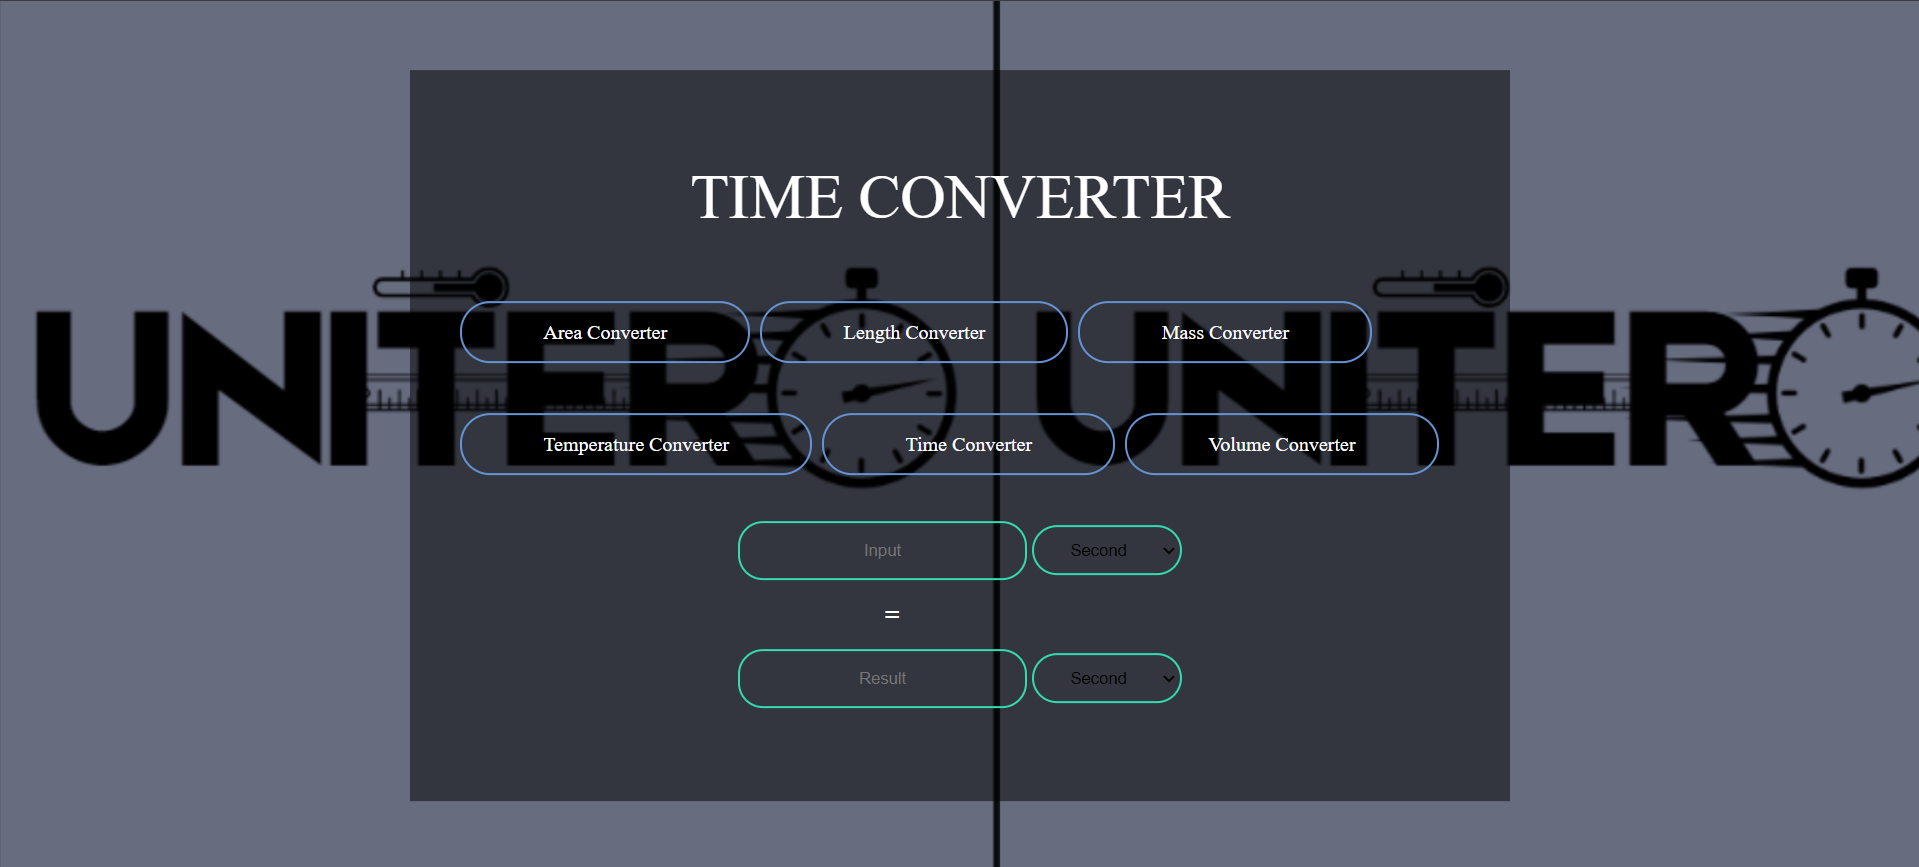 TIME CONVERTER
UNITER UNITER
Area Converter Length Converter Mass Converter
Temperature Converter Time Converter Volume Converter
Input Second
=
Result Second